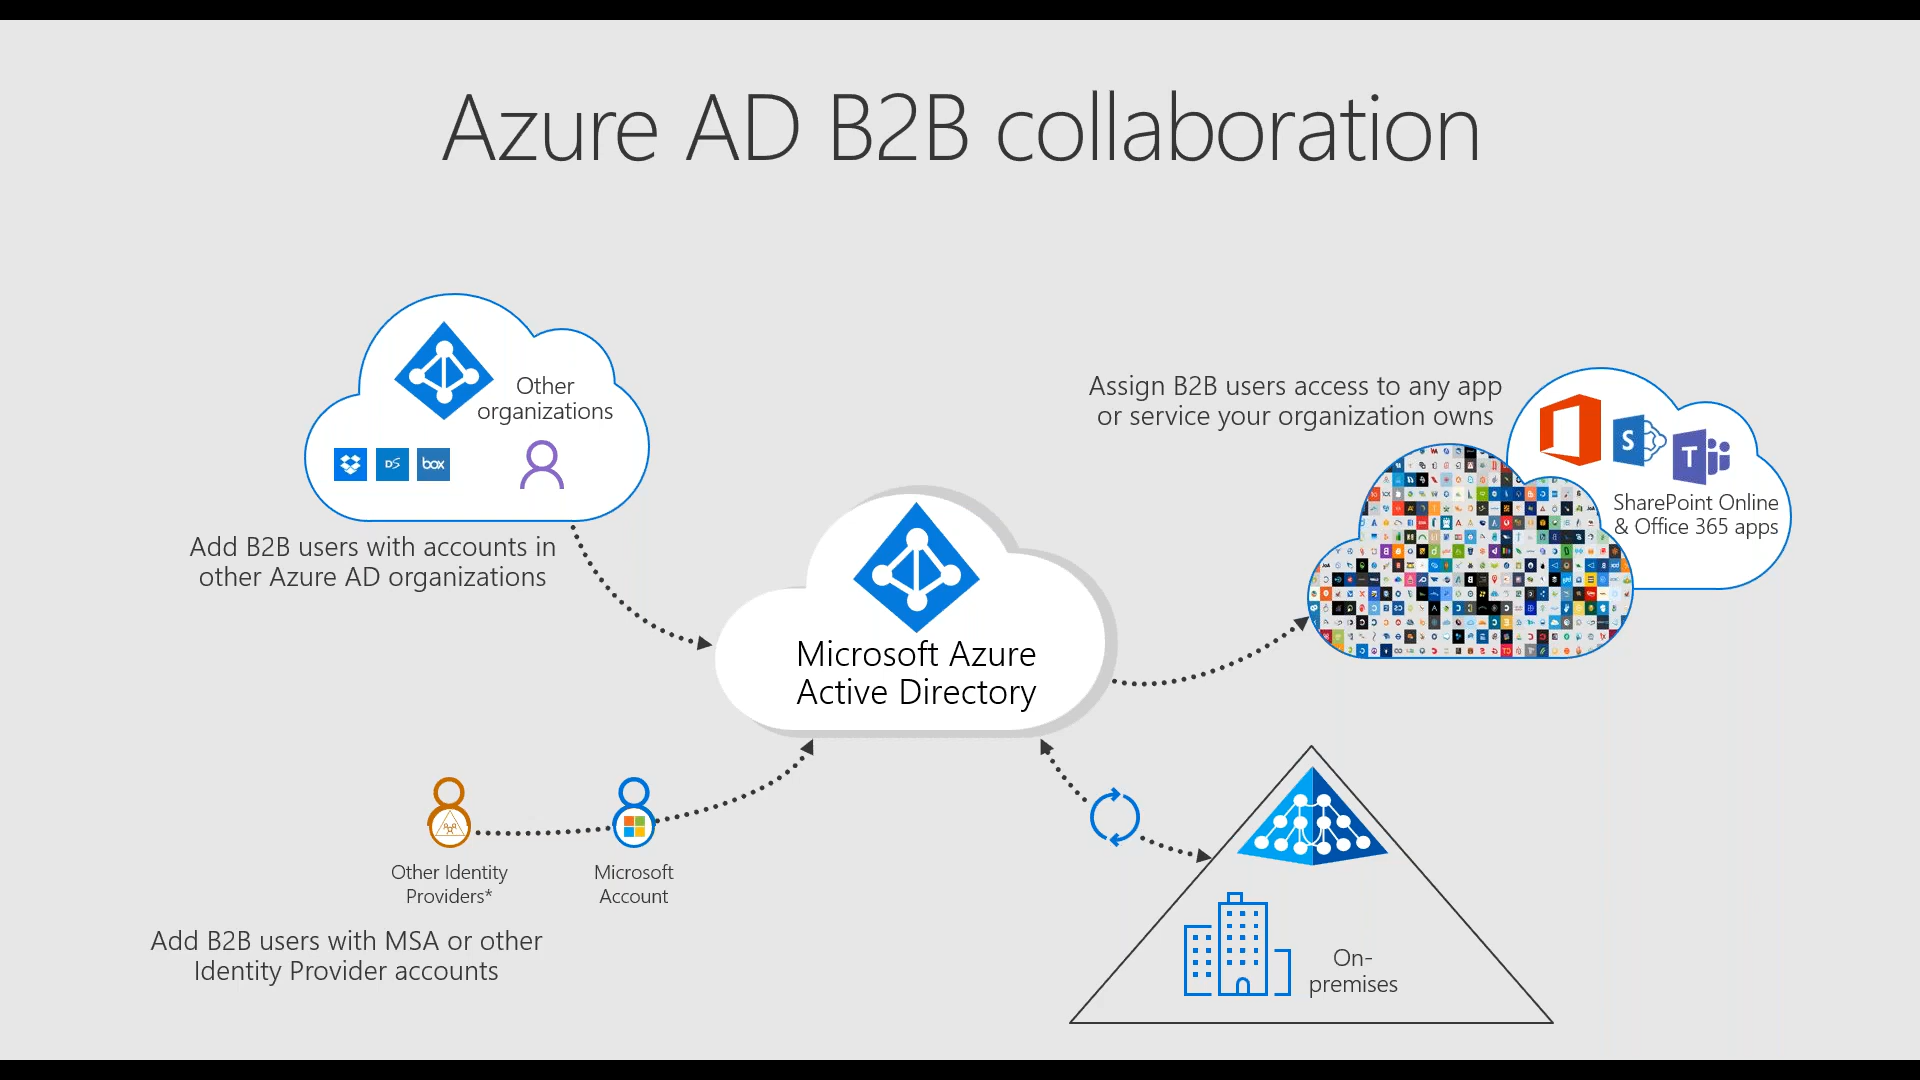 Azure AD B2B collaboration
Other
organizations
DS
box
Add B2B users with accounts in
other Azure AD organizations
Microsoft Azure
Active Directory
Assign B2B users access to any app
or service your organization owns
S
T
SharePoint Online
& Office 365 apps
Other Identity
Providers*
Microsoft
Account
Add B2B users with MSA or other
Identity Provider accounts
On-
premises